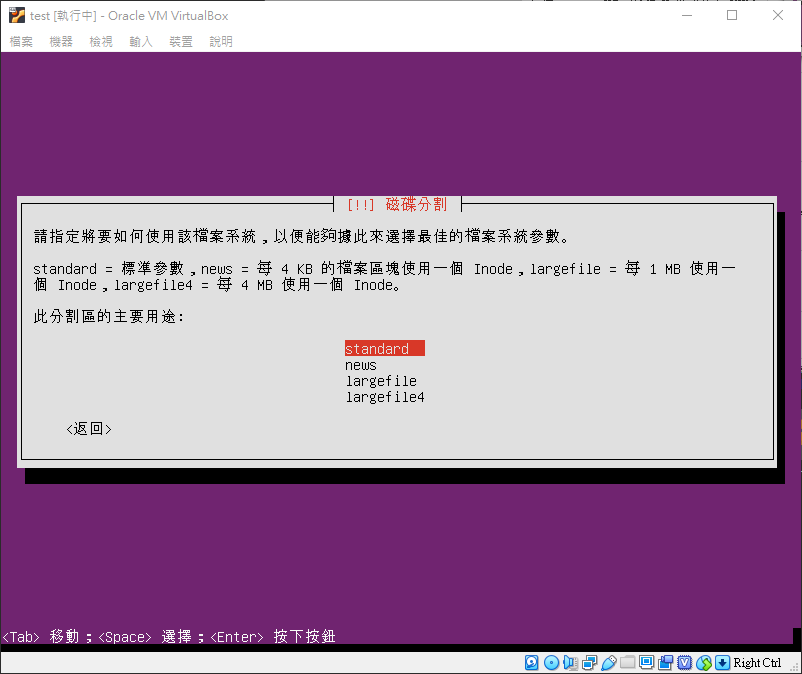 test [執行中] - Oracle VM VirtualBox
檔案 機器 檢視 輸入 裝置 說明
[!!] 磁碟分割
請指定將要如何使用該檔案系統，以便能夠據此來選擇最佳的檔案系統參數。
standard = 標準參數，news = 每 4 KB 的檔案區塊使用一個 Inode，largefile = 每 1 MB 使用一
個 Inode，largefile4 = 每 4 MB 使用一個 Inode。
此分割區的主要用途：
standard
news
largefile
largefile4
<返回>
<Tab> 移動；<Space> 選擇；<Enter> 按下按鈕
Right Ctrl